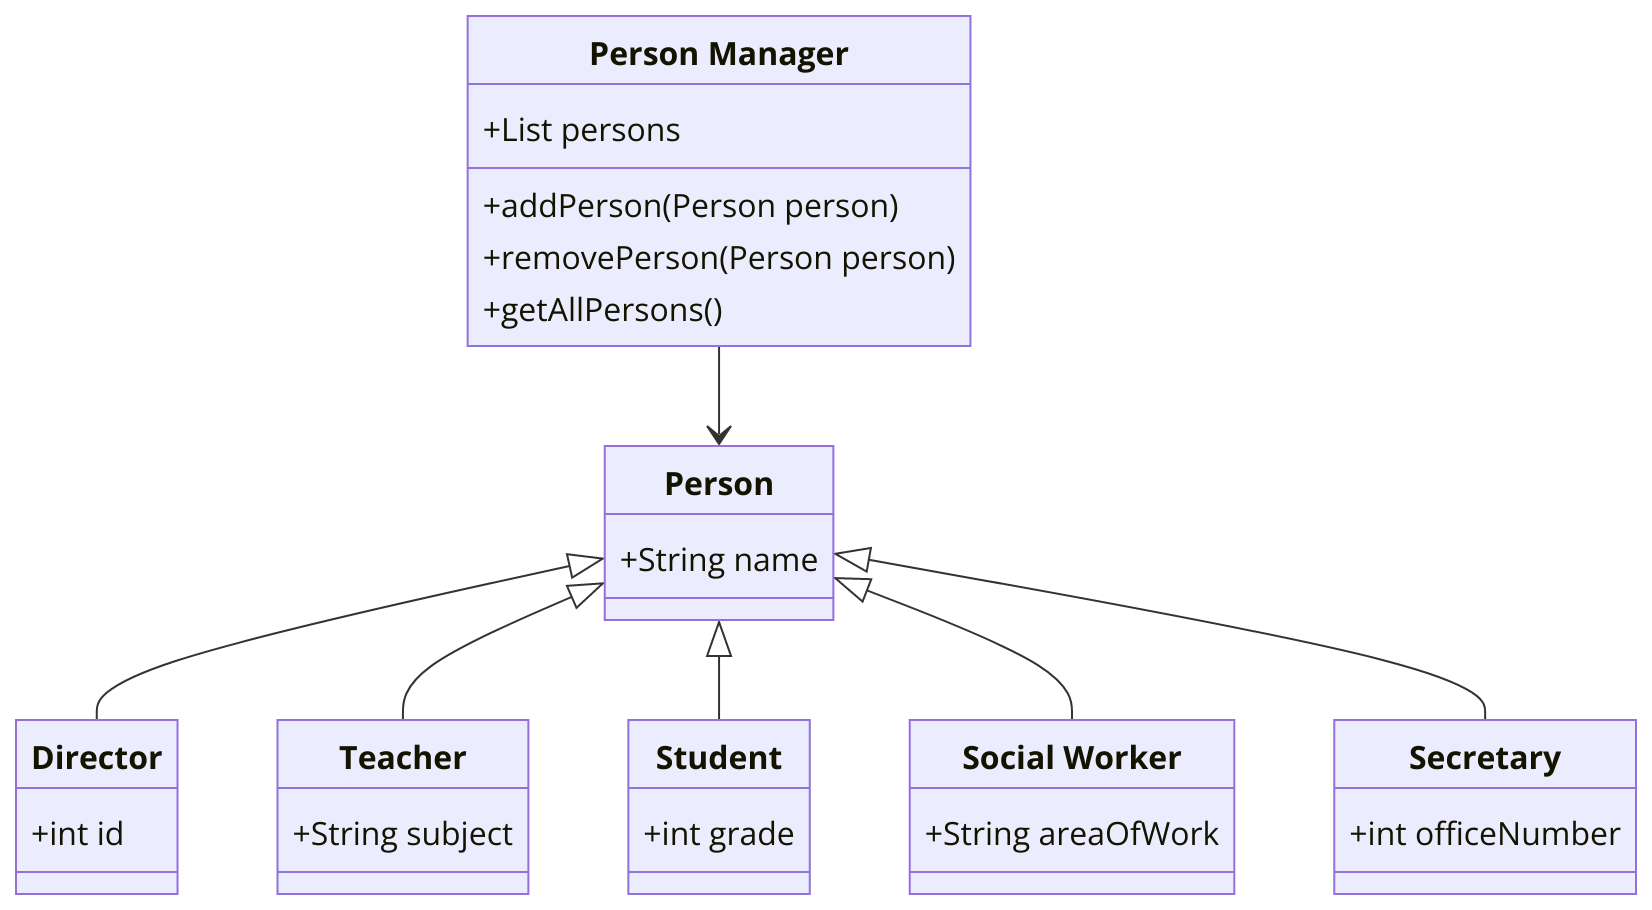 Person Manager
+List persons
+addPerson(Person person)
+removePerson(Person person)
+getAllPersons()
Person
+String name
Director
+int id
Teacher
+String subject
Student
+int grade
Social Worker
+String areaOfWork
Secretary
+int officeNumber